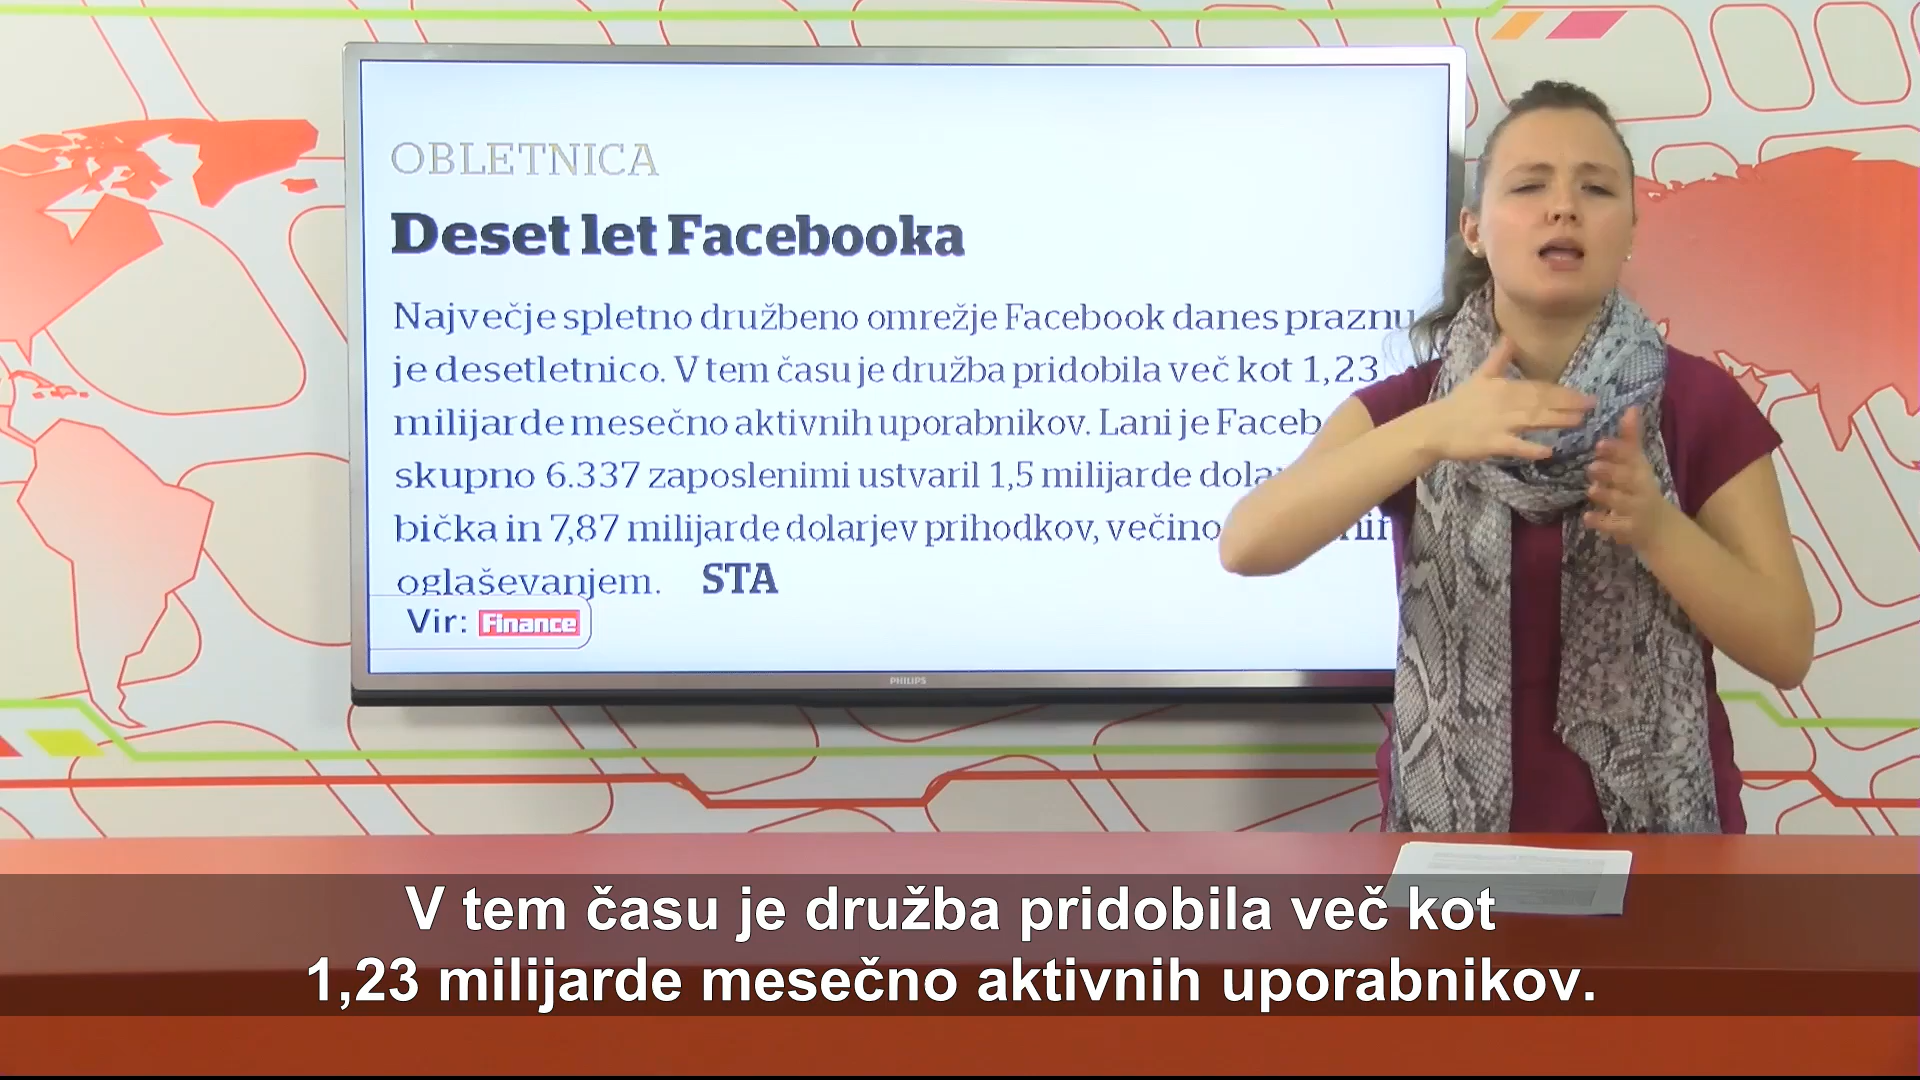 OBLETNICA
Deset let Facebooka
Največje spletno družbeno omrežje Facebook danes praznu
je desetletnico. V tem času je družba pridobila več kot 1,23
milijarde mesečno aktivnih uporabnikov. Lani je Faceb
skupno 6.337 zaposlenimi ustvaril 1,5 milijarde dola
bička in 7,87 milijarde dolarjev prihodkov, večino
oglaševanjem. STA
Vir: Finance
PHILIPS
V tem času je družba pridobila več kot
1,23 milijarde mesečno aktivnih uporabnikov.